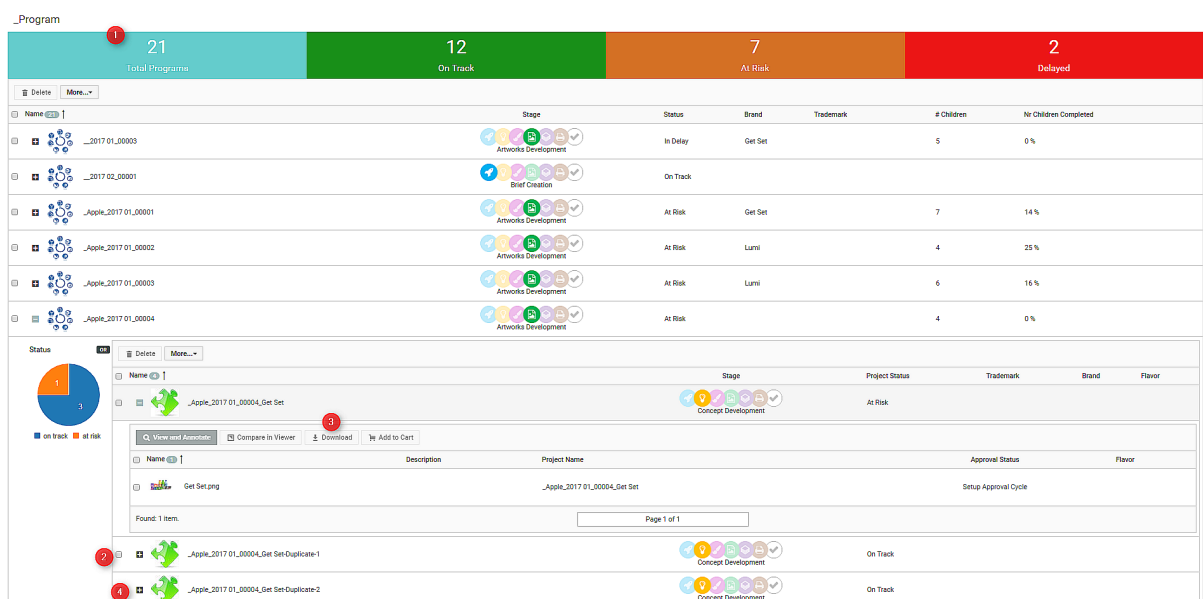 _Program
1
21
Total Programs
12
On Track
7
At Risk
2
Delayed
Delete More...
Name 21 Stage Status Brand Trademark # Children Nr Children Completed
__2017 01_00003 Artworks Development In Delay Get Set 5 0 %
__2017 02_00001 Brief Creation On Track
_Apple_2017 01_00001 Artworks Development At Risk Get Set 7 14 %
_Apple_2017 01_00002 Artworks Development At Risk Lumi 4 25 %
_Apple_2017 01_00003 Artworks Development At Risk Lumi 6 16 %
_Apple_2017 01_00004 Artworks Development At Risk 4 0 %
Status OR
1
3
on track at risk
Delete More...
Name 4 Stage Project Status Trademark Brand Flavor
_Apple_2017 01_00004_Get Set Concept Development At Risk
3
View and Annotate Compare in Viewer Download Add to Cart
Name 1 Description Project Name Approval Status Flavor
Get Set.png _Apple_2017 01_00004_Get Set Setup Approval Cycle
Found: 1 item. Page 1 of 1
2 _Apple_2017 01_00004_Get Set-Duplicate-1 Concept Development On Track
4 _Apple_2017 01_00004_Get Set-Duplicate-2 Concept Development On Track